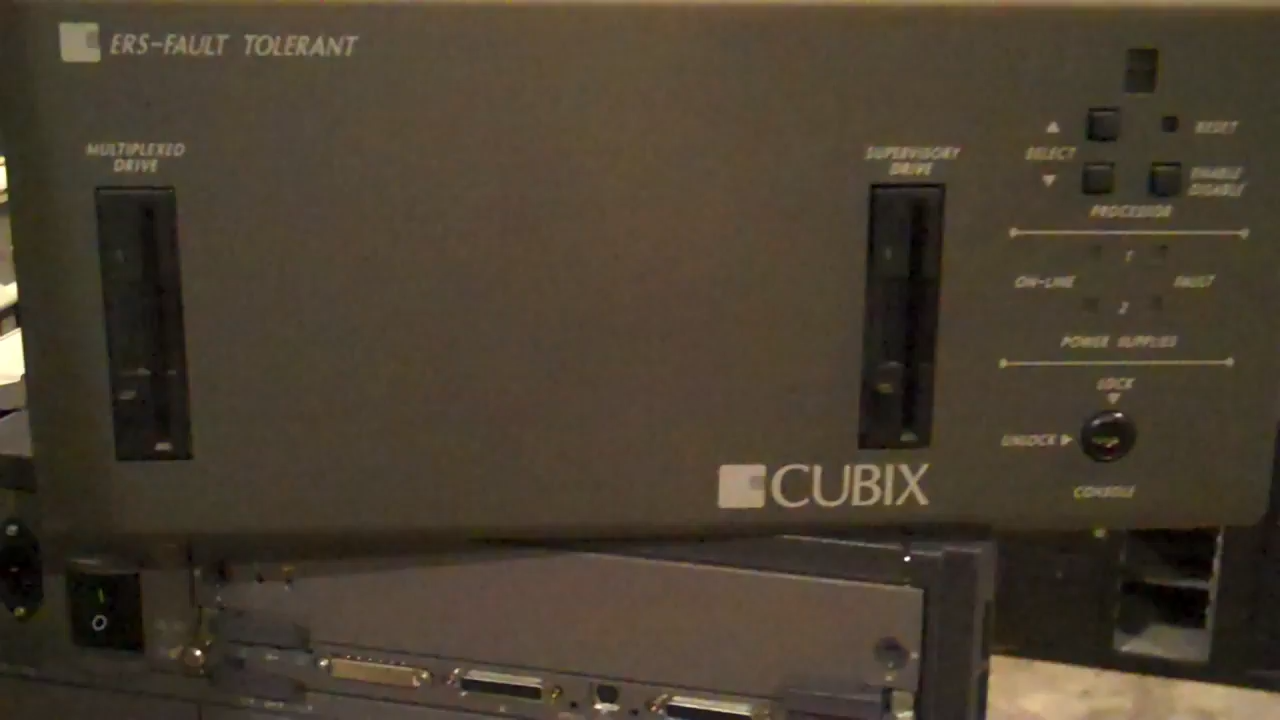 ERS-FAULT TOLERANT
MULTIPLEXED
DRIVE
SUPERVISORY
DRIVE
RESET
SELECT
ENABLE
DISABLE
PROCESSOR
1
ON-LINE
FAULT
2
POWER SUPPLIES
LOCK
UNLOCK
CONSOLE
CUBIX
I
O